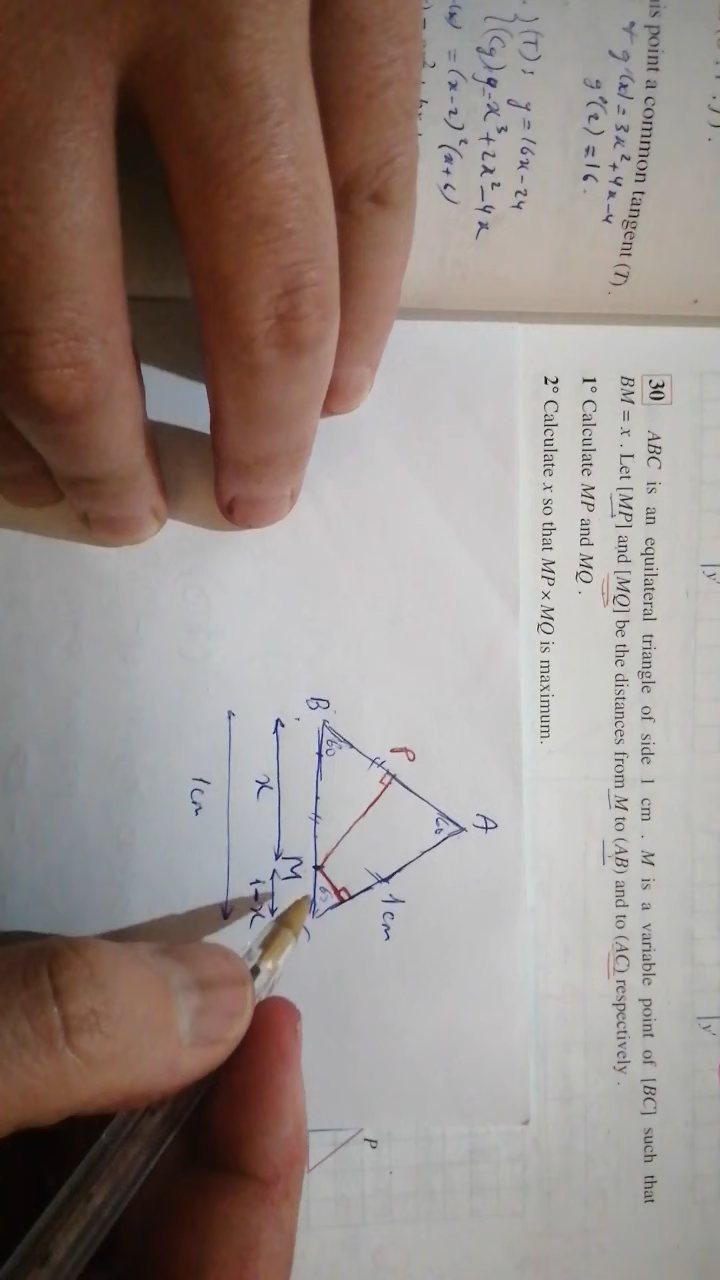 is point a common tangent (T).
+ g'(x) = 3x² + 4x - 4
g'(2) = 16.
(T): y = 16x - 24
(Cg) y = x³ + 2x² - 4x
= (x-2)² (x+6)
30 ABC is an equilateral triangle of side 1 cm . M is a variable point of [BC] such that
BM = x . Let [MP] and [MQ] be the distances from M to (AB) and to (AC) respectively .
1° Calculate MP and MQ .
2° Calculate x so that MP × MQ is maximum.
A
60
P
1cm
B
60
M
60
C
x
1-x
1cm
P
y'
y'